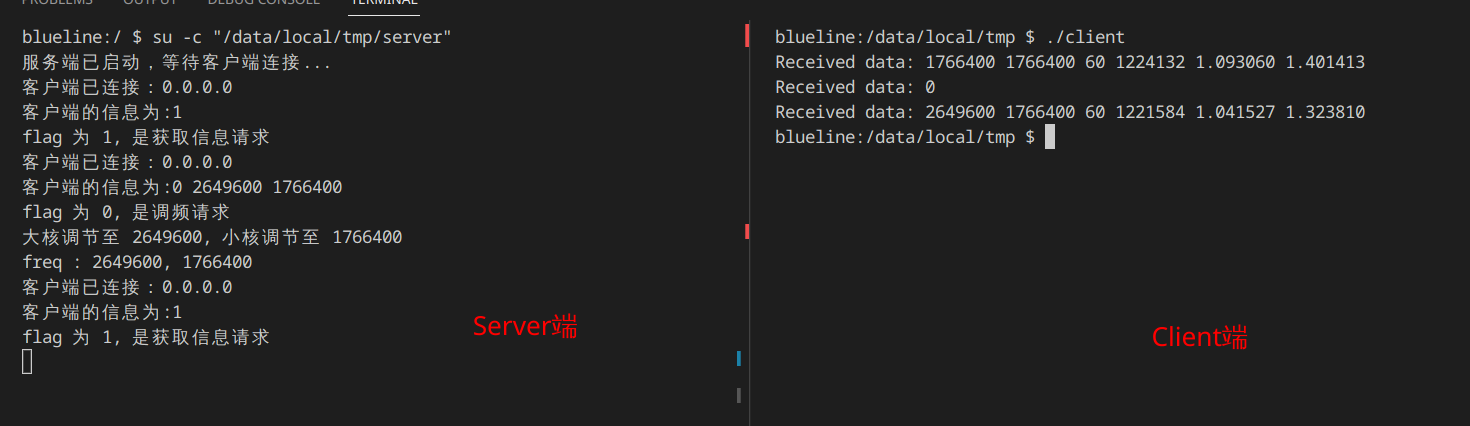 PROBLEMS OUTPUT DEBUG CONSOLE TERMINAL
blueline:/ $ su -c "/data/local/tmp/server"
服务端已启动，等待客户端连接...
客户端已连接：0.0.0.0
客户端的信息为:1
flag 为 1, 是获取信息请求
客户端已连接：0.0.0.0
客户端的信息为:0 2649600 1766400
flag 为 0, 是调频请求
大核调节至 2649600, 小核调节至 1766400
freq : 2649600, 1766400
客户端已连接：0.0.0.0
客户端的信息为:1
flag 为 1, 是获取信息请求
Server端
blueline:/data/local/tmp $ ./client
Received data: 1766400 1766400 60 1224132 1.093060 1.401413
Received data: 0
Received data: 2649600 1766400 60 1221584 1.041527 1.323810
blueline:/data/local/tmp $
Client端